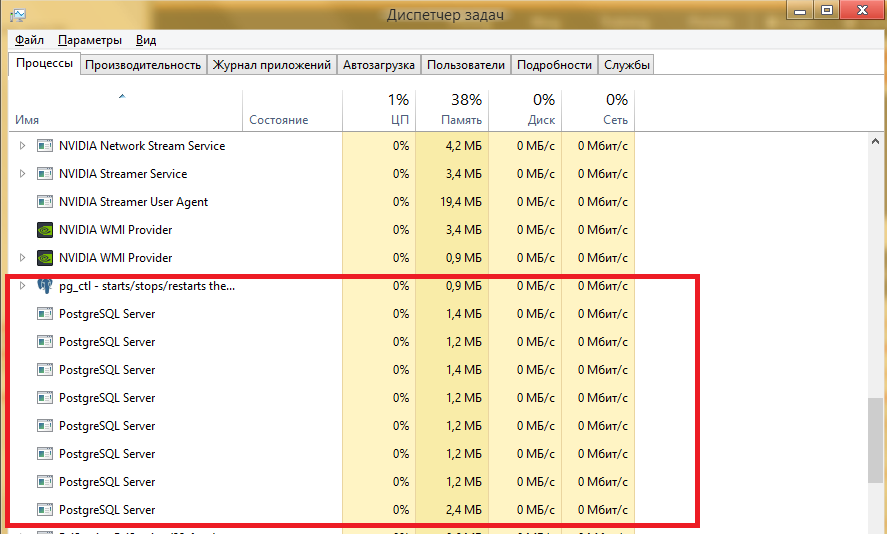 Диспетчер задач
Файл Параметры Вид
Процессы Производительность Журнал приложений Автозагрузка Пользователи Подробности Службы
1% 38% 0% 0%
Имя Состояние ЦП Память Диск Сеть
NVIDIA Network Stream Service 0% 4,2 МБ 0 МБ/с 0 Мбит/с
NVIDIA Streamer Service 0% 3,4 МБ 0 МБ/с 0 Мбит/с
NVIDIA Streamer User Agent 0% 19,4 МБ 0 МБ/с 0 Мбит/с
NVIDIA WMI Provider 0% 3,4 МБ 0 МБ/с 0 Мбит/с
NVIDIA WMI Provider 0% 0,9 МБ 0 МБ/с 0 Мбит/с
pg_ctl - starts/stops/restarts the... 0% 0,9 МБ 0 МБ/с 0 Мбит/с
PostgreSQL Server 0% 1,4 МБ 0 МБ/с 0 Мбит/с
PostgreSQL Server 0% 1,2 МБ 0 МБ/с 0 Мбит/с
PostgreSQL Server 0% 1,4 МБ 0 МБ/с 0 Мбит/с
PostgreSQL Server 0% 1,2 МБ 0 МБ/с 0 Мбит/с
PostgreSQL Server 0% 1,2 МБ 0 МБ/с 0 Мбит/с
PostgreSQL Server 0% 1,2 МБ 0 МБ/с 0 Мбит/с
PostgreSQL Server 0% 1,2 МБ 0 МБ/с 0 Мбит/с
PostgreSQL Server 0% 2,4 МБ 0 МБ/с 0 Мбит/с